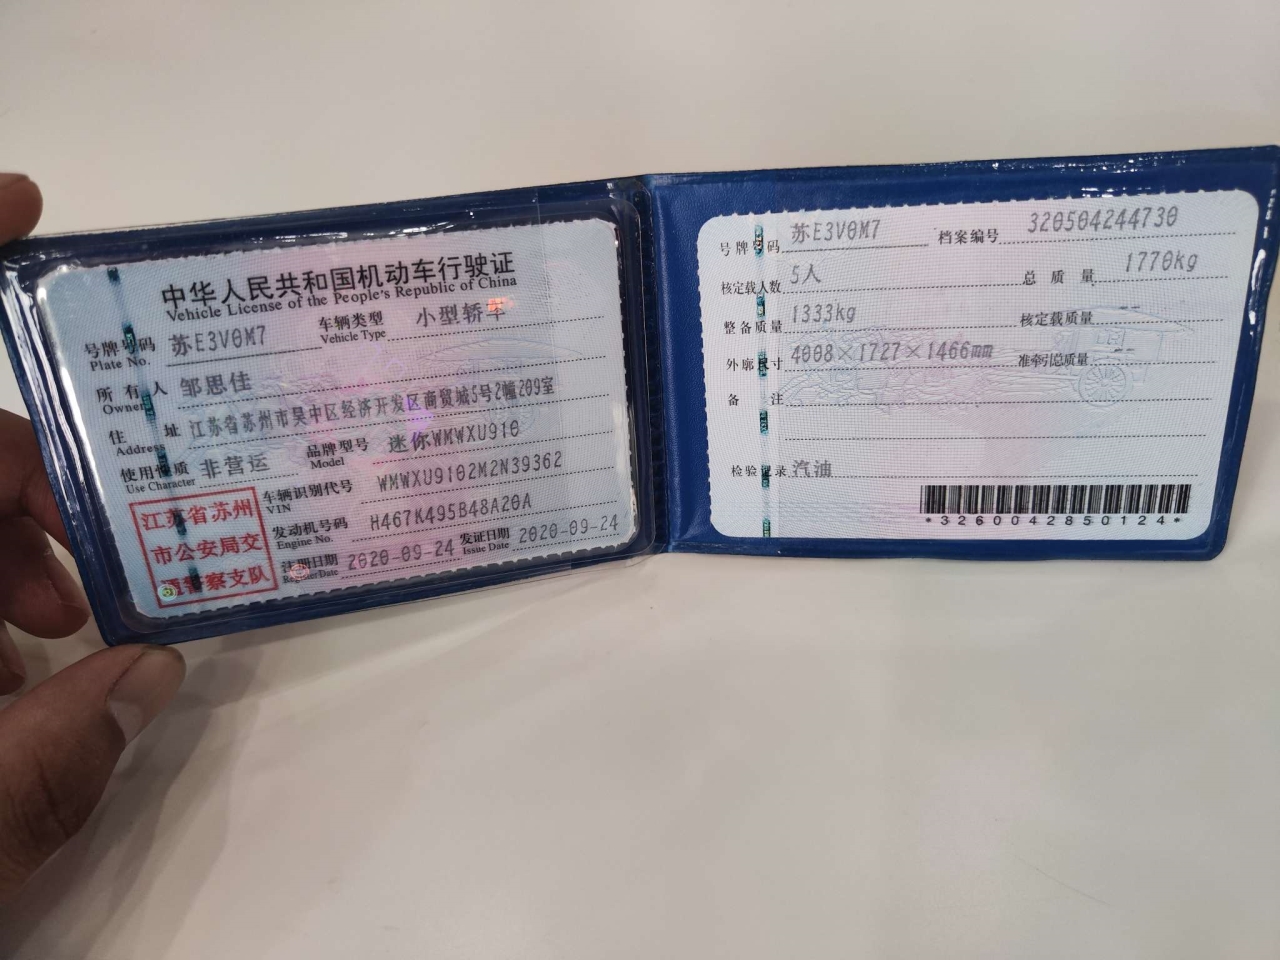 中华人民共和国机动车行驶证
Vehicle License of the People's Republic of China
号牌号码 苏E3V0M7 车辆类型 小型轿车
Plate No. Vehicle Type
所有人 邹思佳
Owner
住址 江苏省苏州市吴中区经济开发区商贸城5号2幢209室
Address
使用性质 非营运 品牌型号 迷你WMWXU910
Use Character Model
江苏省苏州
市公安局交
通警察支队
车辆识别代号 WMWXU9102M2N39362
VIN
发动机号码 H467K495B48A20A
Engine No.
注册日期 2020-09-24 发证日期 2020-09-24
Register Date Issue Date
号牌号码 苏E3V0M7 档案编号 320504244730
核定载人数 5人 总质量 1770kg
整备质量 1333kg 核定载质量 --
外廓尺寸 4008×1727×1466mm 准牵引总质量 --
备注
检验记录 汽油
*3260042850124*